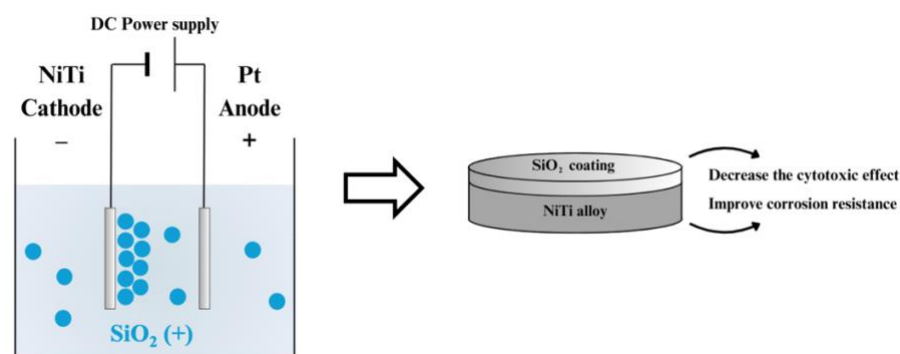 DC Power supply
NiTi
Cathode
−
Pt
Anode
+
SiO₂ (+)
SiO₂ coating
NiTi alloy
Decrease the cytotoxic effect
Improve corrosion resistance